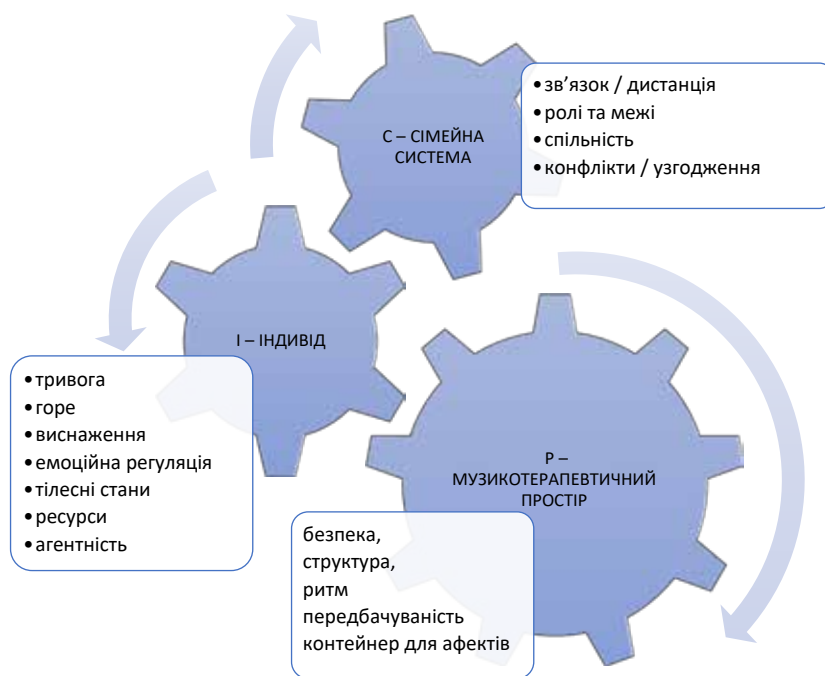 С – СІМЕЙНА
СИСТЕМА
•зв’язок / дистанція
•ролі та межі
•спільність
•конфлікти / узгодження
І – ІНДИВІД
•тривога
•горе
•виснаження
•емоційна регуляція
•тілесні стани
•ресурси
•агентність
Р –
МУЗИКОТЕРАПЕВТИЧНИЙ
ПРОСТІР
безпека,
структура,
ритм
передбачуваність
контейнер для афектів